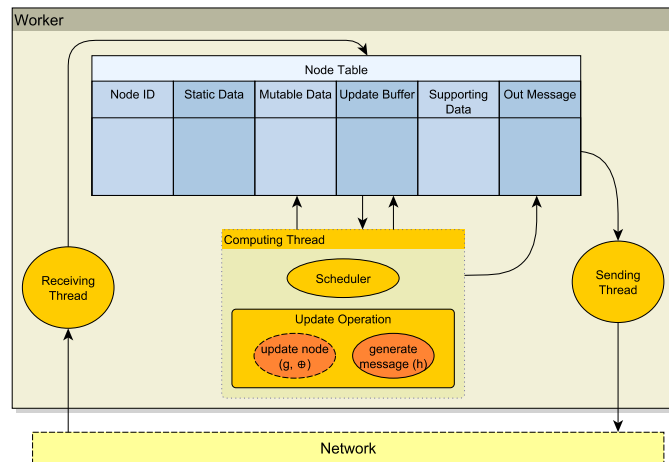 Worker
Node Table
Node ID
Static Data
Mutable Data
Update Buffer
Supporting
Data
Out Message
Computing Thread
Scheduler
Receiving
Thread
Sending
Thread
Update Operation
update node
(g, ⊕)
generate
message (h)
Network